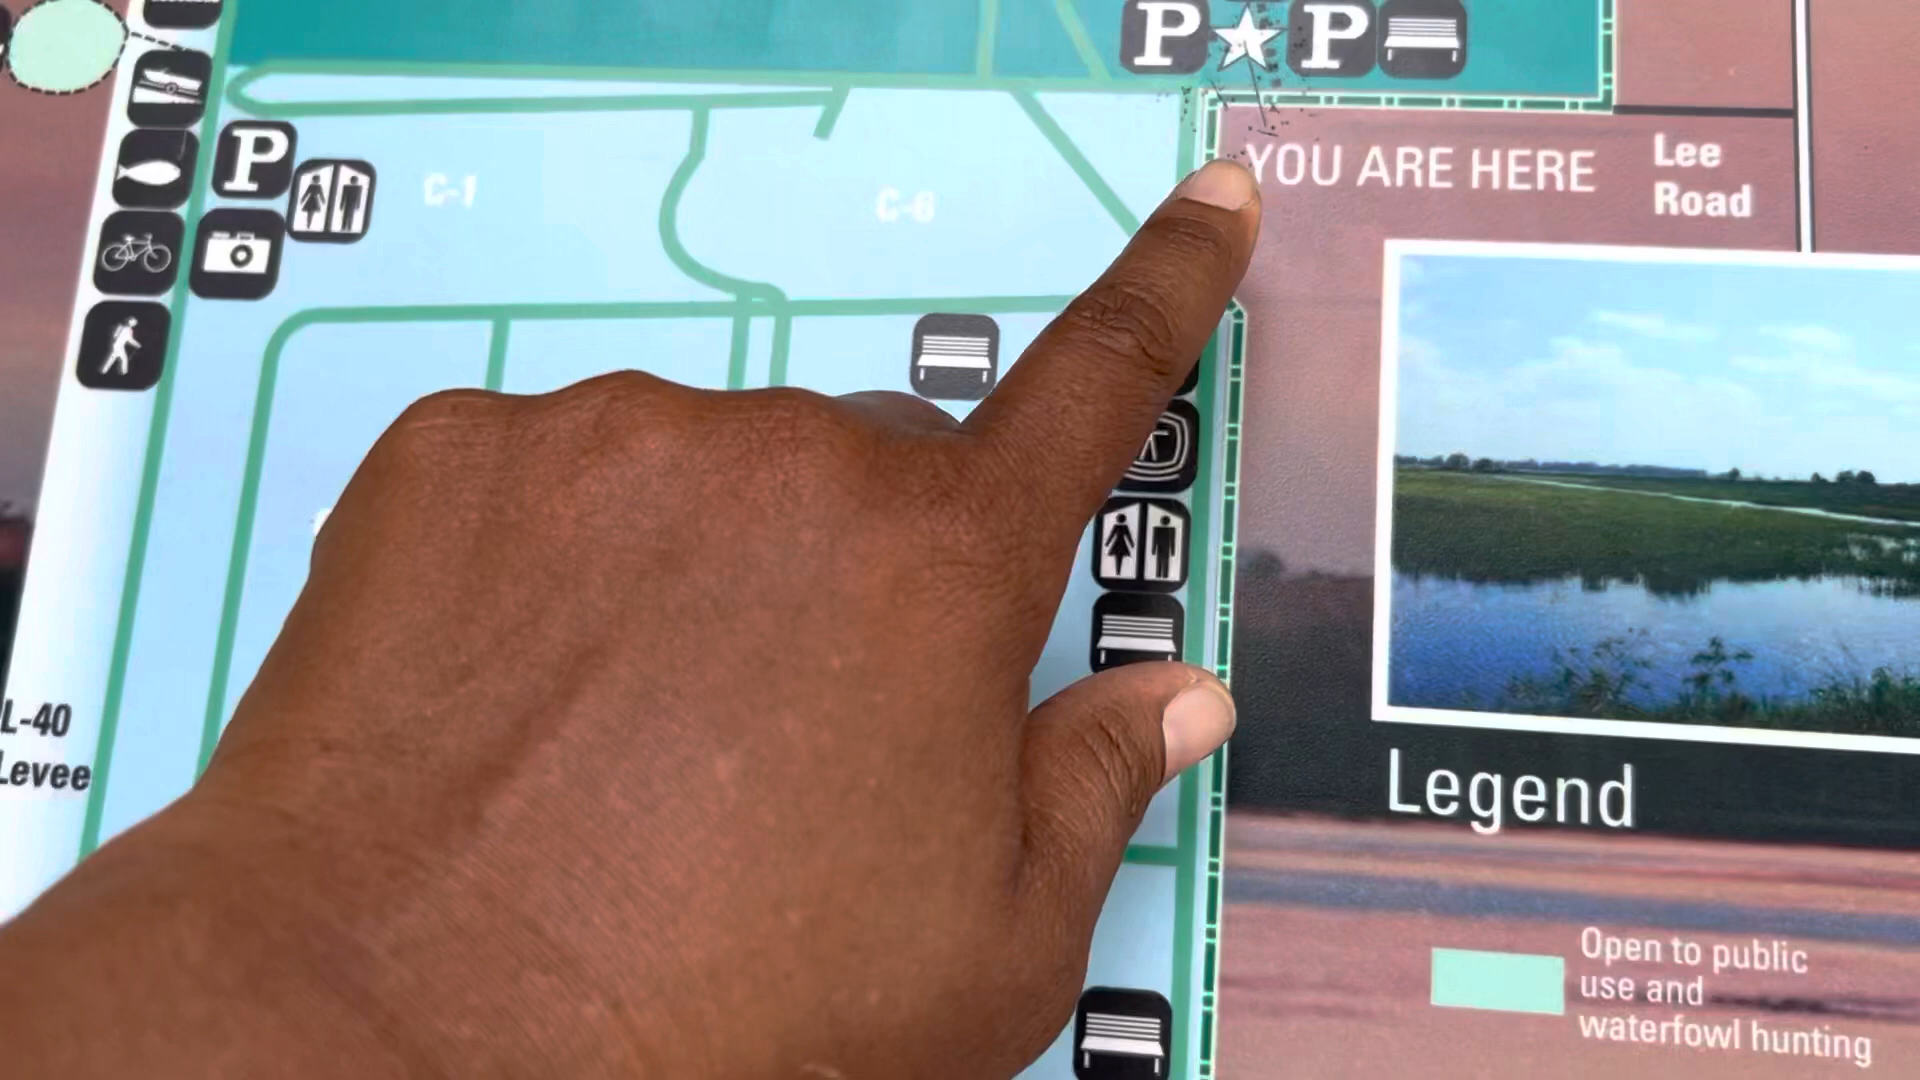 P P
P
C-1
C-6
YOU ARE HERE
Lee
Road
L-40
Levee
Legend
Open to public
use and
waterfowl hunting